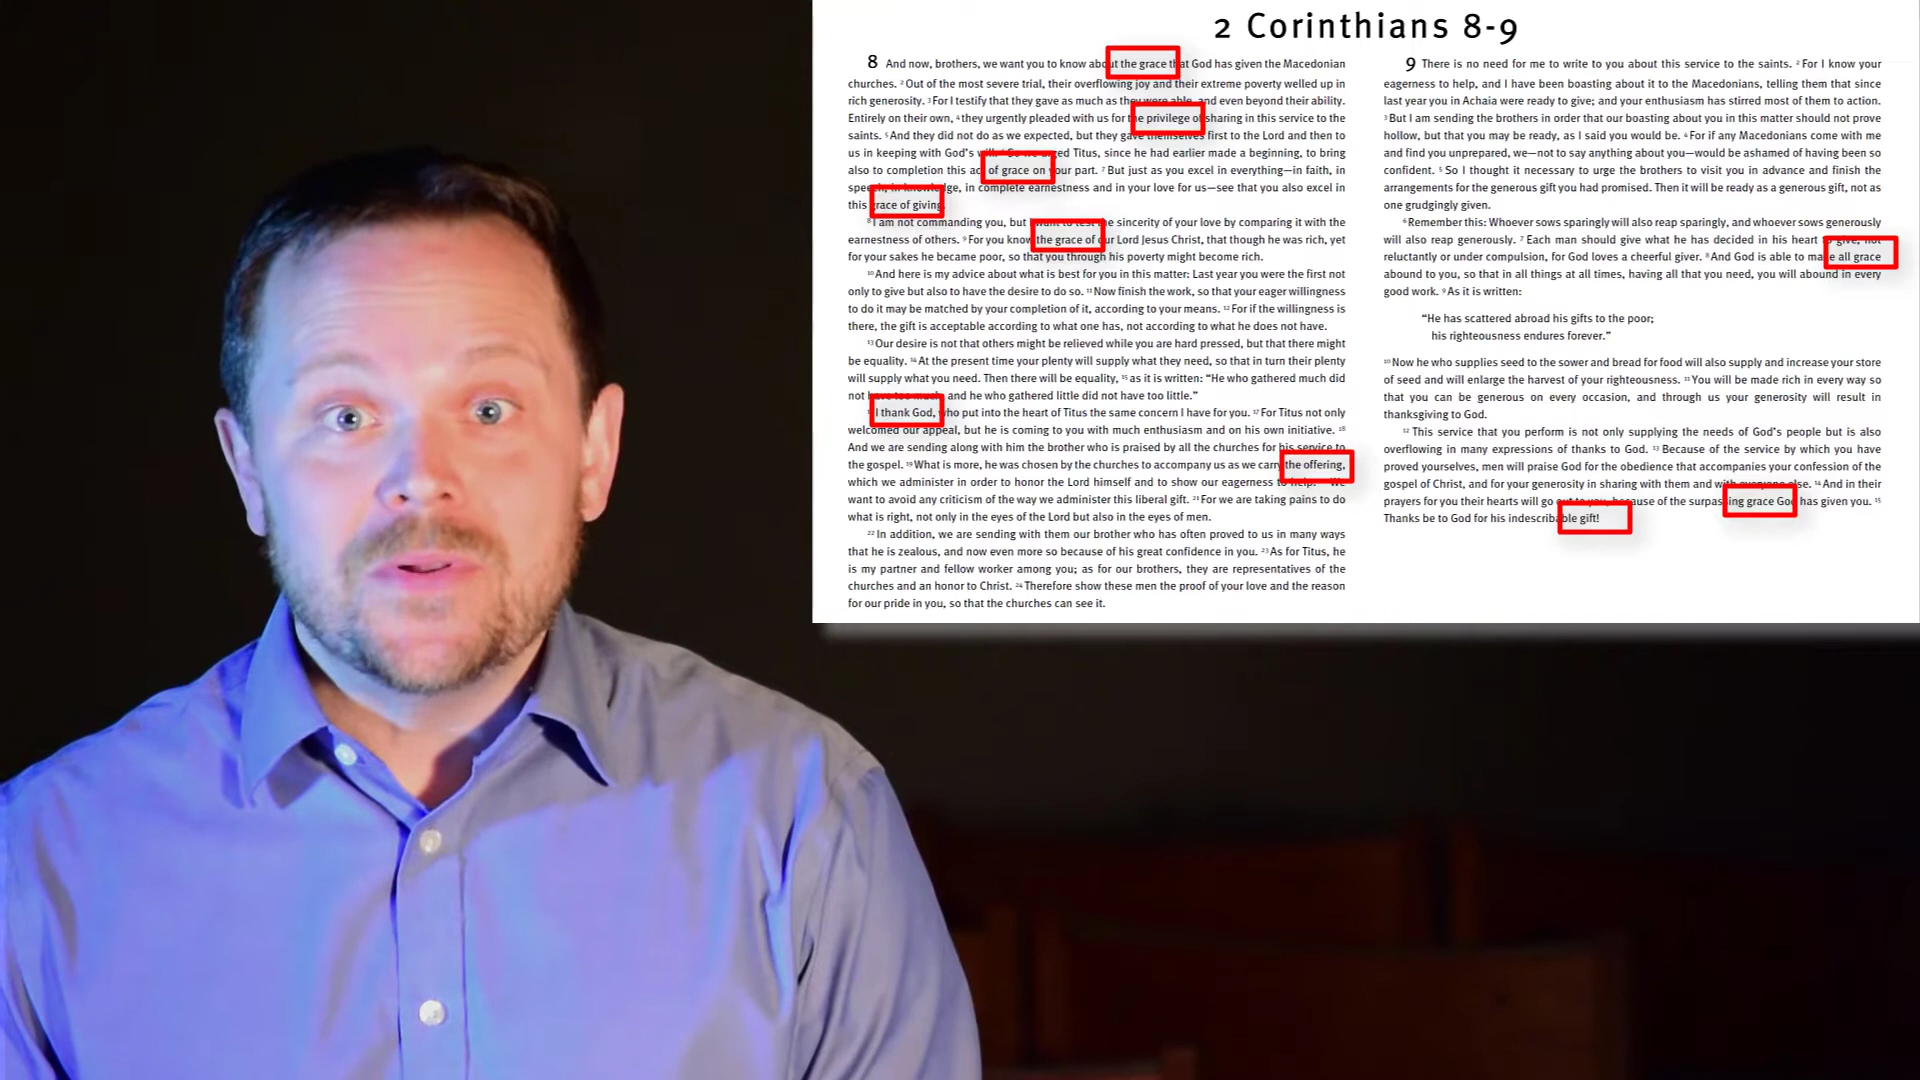 2 Corinthians 8-9
8 And now, brothers, we want you to know about the grace that God has given the Macedonian
churches. 2 Out of the most severe trial, their overflowing joy and their extreme poverty welled up in
rich generosity. 3 For I testify that they gave as much as they were able, and even beyond their ability.
Entirely on their own, 4 they urgently pleaded with us for the privilege of sharing in this service to the
saints. 5 And they did not do as we expected, but they gave themselves first to the Lord and then to
us in keeping with God's will. 6 So we urged Titus, since he had earlier made a beginning, to bring
also to completion this act of grace on your part. 7 But just as you excel in everything—in faith, in
speech, in knowledge, in complete earnestness and in your love for us—see that you also excel in
this grace of giving.
8 I am not commanding you, but I want to test the sincerity of your love by comparing it with the
earnestness of others. 9 For you know the grace of our Lord Jesus Christ, that though he was rich, yet
for your sakes he became poor, so that you through his poverty might become rich.
10 And here is my advice about what is best for you in this matter: Last year you were the first not
only to give but also to have the desire to do so. 11 Now finish the work, so that your eager willingness
to do it may be matched by your completion of it, according to your means. 12 For if the willingness is
there, the gift is acceptable according to what one has, not according to what he does not have.
13 Our desire is not that others might be relieved while you are hard pressed, but that there might
be equality. 14 At the present time your plenty will supply what they need, so that in turn their plenty
will supply what you need. Then there will be equality, 15 as it is written: “He who gathered much did
not have too much, and he who gathered little did not have too little.”
I thank God, who put into the heart of Titus the same concern I have for you. 17 For Titus not only
welcomed our appeal, but he is coming to you with much enthusiasm and on his own initiative. 18
And we are sending along with him the brother who is praised by all the churches for his service to
the gospel. 19 What is more, he was chosen by the churches to accompany us as we carry the offering,
which we administer in order to honor the Lord himself and to show our eagerness to help. We
want to avoid any criticism of the way we administer this liberal gift. 21 For we are taking pains to do
what is right, not only in the eyes of the Lord but also in the eyes of men.
22 In addition, we are sending with them our brother who has often proved to us in many ways
that he is zealous, and now even more so because of his great confidence in you. 23 As for Titus, he
is my partner and fellow worker among you; as for our brothers, they are representatives of the
churches and an honor to Christ. 24 Therefore show these men the proof of your love and the reason
for our pride in you, so that the churches can see it.
9 There is no need for me to write to you about this service to the saints. 2 For I know your
eagerness to help, and I have been boasting about it to the Macedonians, telling them that since
last year you in Achaia were ready to give; and your enthusiasm has stirred most of them to action.
3 But I am sending the brothers in order that our boasting about you in this matter should not prove
hollow, but that you may be ready, as I said you would be. 4 For if any Macedonians come with me
and find you unprepared, we—not to say anything about you—would be ashamed of having been so
confident. 5 So I thought it necessary to urge the brothers to visit you in advance and finish the
arrangements for the generous gift you had promised. Then it will be ready as a generous gift, not as
one grudgingly given.
6 Remember this: Whoever sows sparingly will also reap sparingly, and whoever sows generously
will also reap generously. 7 Each man should give what he has decided in his heart to give, not
reluctantly or under compulsion, for God loves a cheerful giver. 8 And God is able to make all grace
abound to you, so that in all things at all times, having all that you need, you will abound in every
good work. 9 As it is written:
“He has scattered abroad his gifts to the poor;
his righteousness endures forever.”
10 Now he who supplies seed to the sower and bread for food will also supply and increase your store
of seed and will enlarge the harvest of your righteousness. 11 You will be made rich in every way so
that you can be generous on every occasion, and through us your generosity will result in
thanksgiving to God.
12 This service that you perform is not only supplying the needs of God's people but is also
overflowing in many expressions of thanks to God. 13 Because of the service by which you have
proved yourselves, men will praise God for the obedience that accompanies your confession of the
gospel of Christ, and for your generosity in sharing with them and with everyone else. 14 And in their
prayers for you their hearts will go out to you, because of the surpassing grace God has given you. 15
Thanks be to God for his indescribable gift!